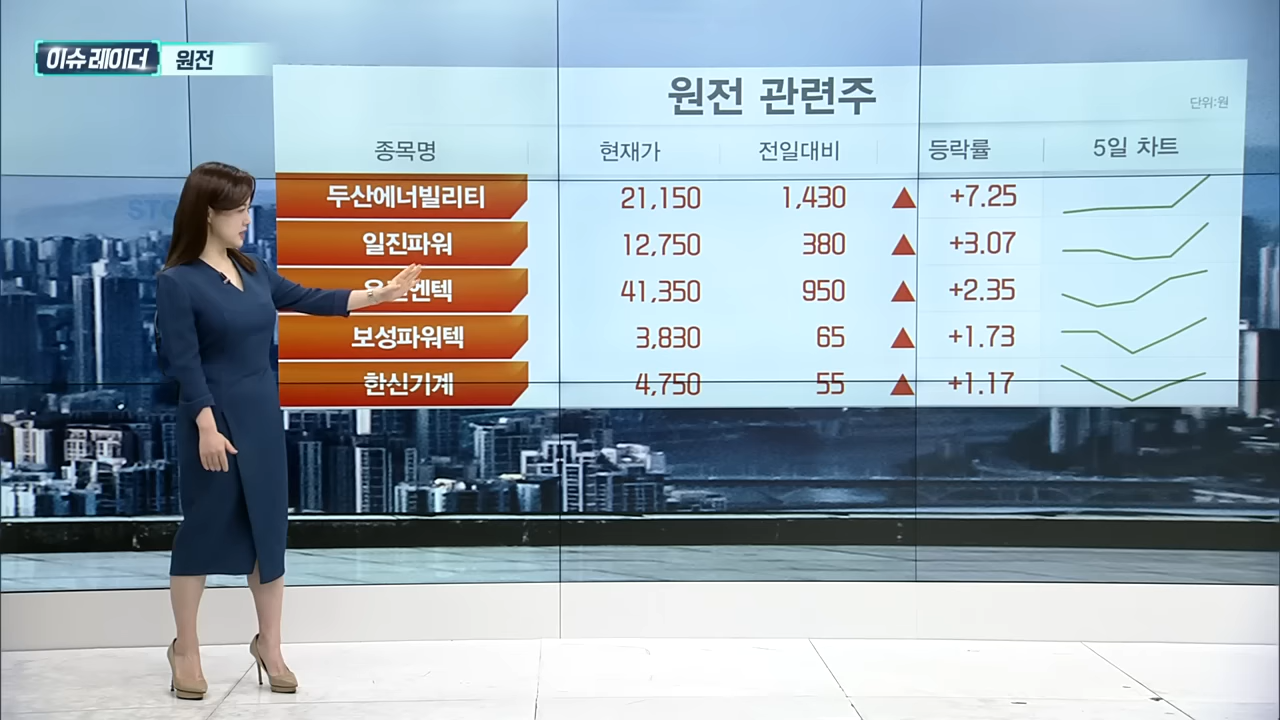 이슈 레이더 원전
원전 관련주
단위:원
종목명 현재가 전일대비 등락률 5일 차트
두산에너빌리티 21,150 1,430 ▲ +7.25
일진파워 12,750 380 ▲ +3.07
41,350 950 ▲ +2.35
보성파워텍 3,830 65 ▲ +1.73
한신기계 4,750 55 ▲ +1.17